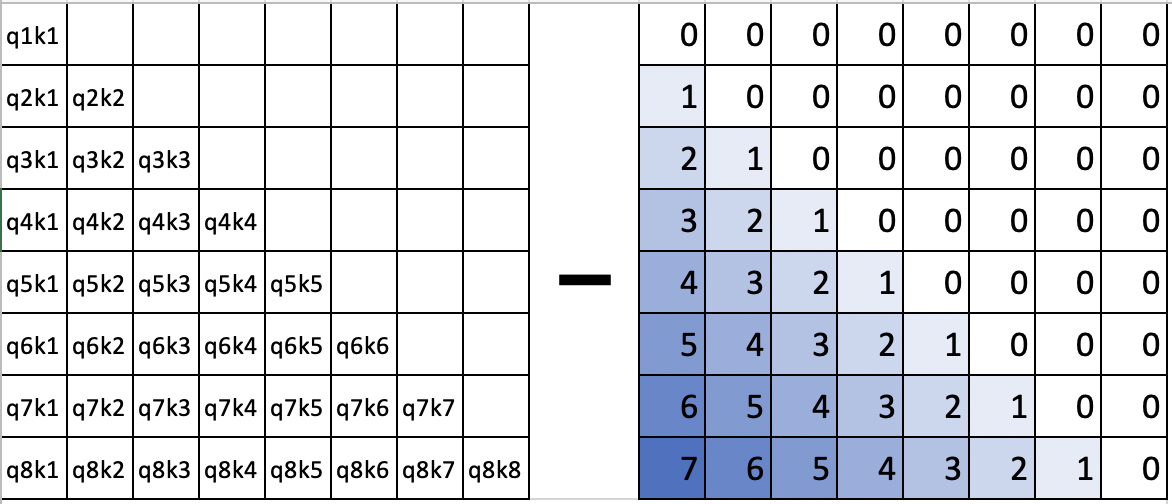 q1k1 0 0 0 0 0 0 0 0
q2k1 q2k2 1 0 0 0 0 0 0 0
q3k1 q3k2 q3k3 2 1 0 0 0 0 0 0
q4k1 q4k2 q4k3 q4k4 3 2 1 0 0 0 0 0
q5k1 q5k2 q5k3 q5k4 q5k5 — 4 3 2 1 0 0 0 0
q6k1 q6k2 q6k3 q6k4 q6k5 q6k6 5 4 3 2 1 0 0 0
q7k1 q7k2 q7k3 q7k4 q7k5 q7k6 q7k7 6 5 4 3 2 1 0 0
q8k1 q8k2 q8k3 q8k4 q8k5 q8k6 q8k7 q8k8 7 6 5 4 3 2 1 0